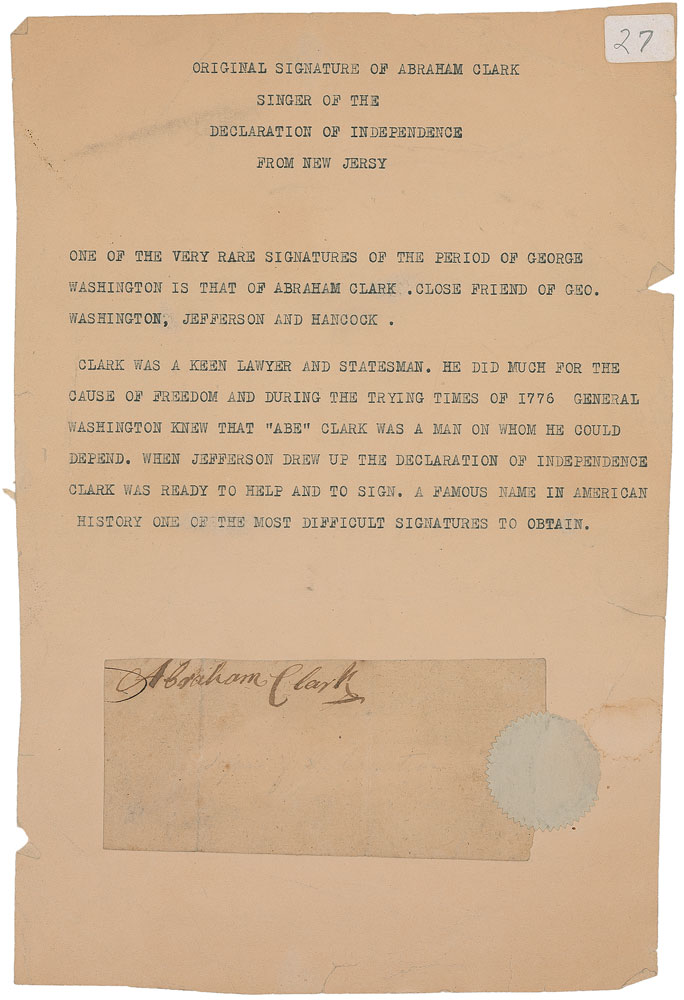 27
ORIGINAL SIGNATURE OF ABRAHAM CLARK
SINGER OF THE
DECLARATION OF INDEPENDENCE
FROM NEW JERSY
ONE OF THE VERY RARE SIGNATURES OF THE PERIOD OF GEORGE
WASHINGTON IS THAT OF ABRAHAM CLARK .CLOSE FRIEND OF GEO.
WASHINGTON, JEFFERSON AND HANCOCK .
CLARK WAS A KEEN LAWYER AND STATESMAN. HE DID MUCH FOR THE
CAUSE OF FREEDOM AND DURING THE TRYING TIMES OF 1776 GENERAL
WASHINGTON KNEW THAT "ABE" CLARK WAS A MAN ON WHOM HE COULD
DEPEND. WHEN JEFFERSON DREW UP THE DECLARATION OF INDEPENDENCE
CLARK WAS READY TO HELP AND TO SIGN. A FAMOUS NAME IN AMERICAN
HISTORY ONE OF THE MOST DIFFICULT SIGNATURES TO OBTAIN.
Abraham Clark